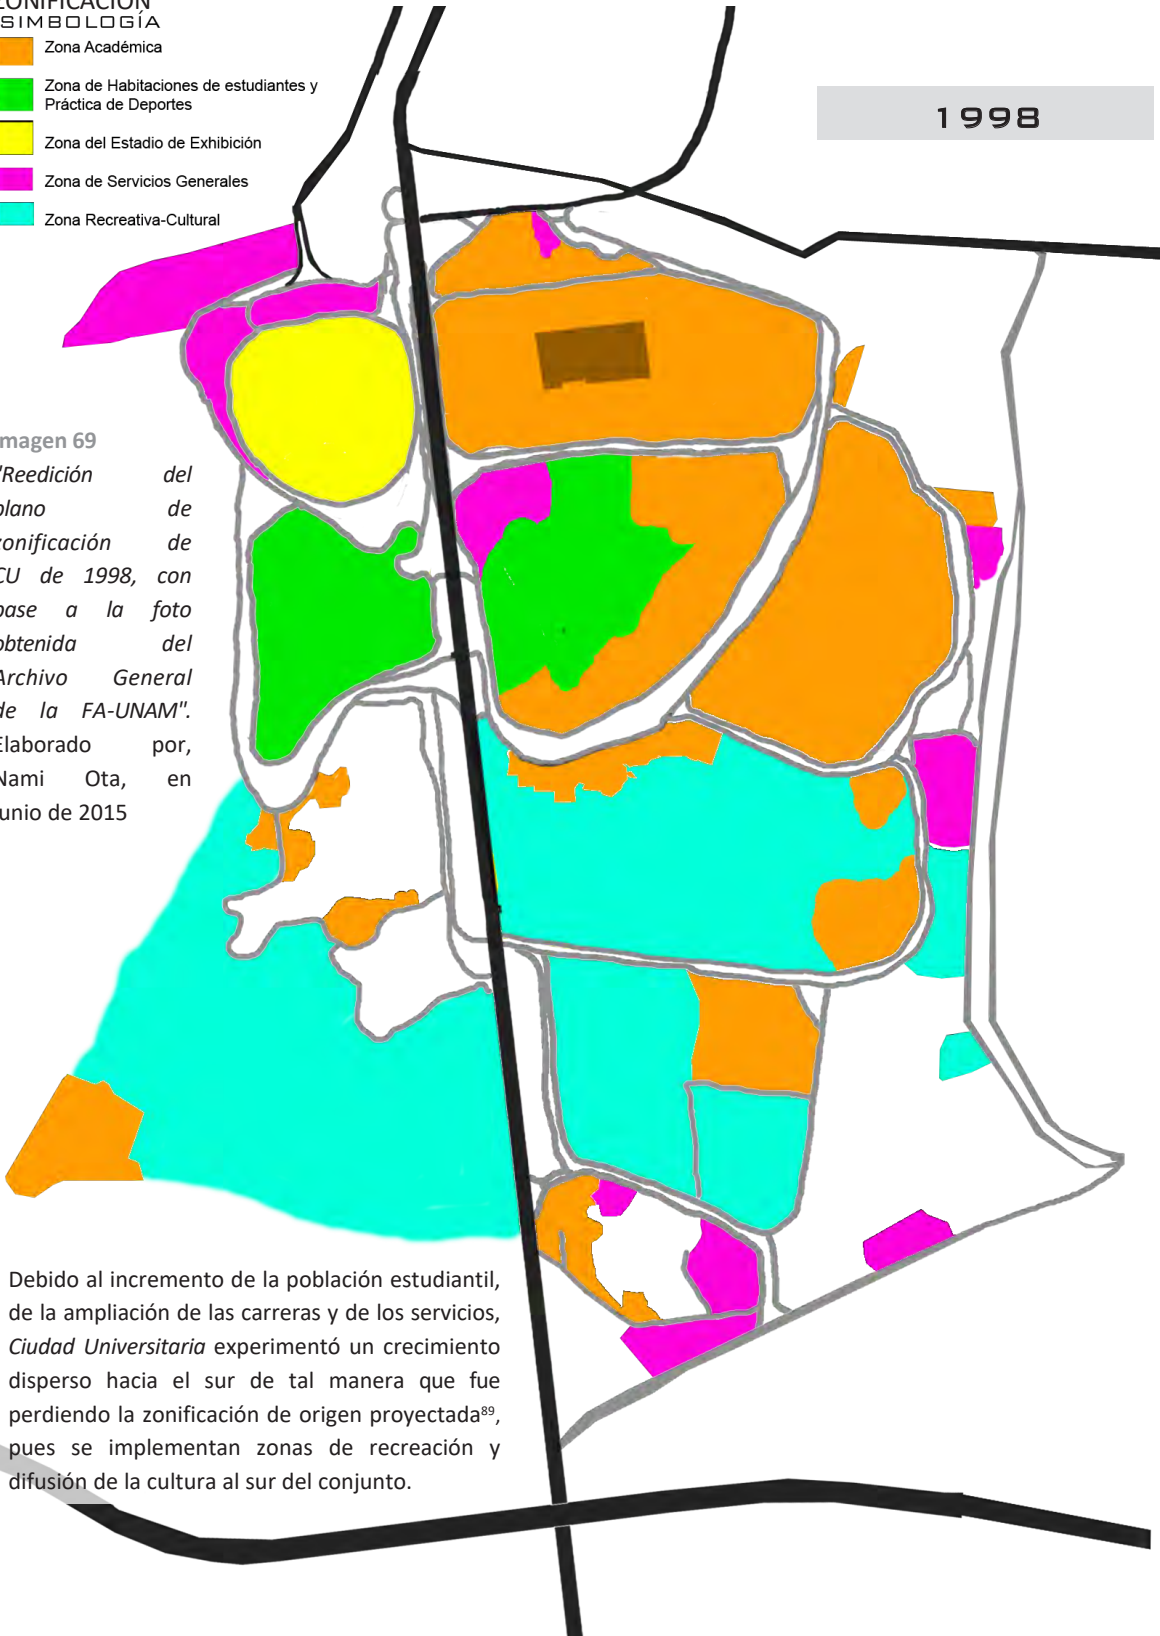 ZONIFICACIÓN
SIMBOLOGÍA
Zona Académica
Zona de Habitaciones de estudiantes y
Práctica de Deportes
Zona del Estadio de Exhibición
Zona de Servicios Generales
Zona Recreativa-Cultural
1998
Imagen 69
"Reedición del
plano de
zonificación de
CU de 1998, con
base a la foto
obtenida del
Archivo General
de la FA-UNAM".
Elaborado por,
Nami Ota, en
junio de 2015
Debido al incremento de la población estudiantil,
de la ampliación de las carreras y de los servicios,
Ciudad Universitaria experimentó un crecimiento
disperso hacia el sur de tal manera que fue
perdiendo la zonificación de origen proyectada⁸⁹,
pues se implementan zonas de recreación y
difusión de la cultura al sur del conjunto.